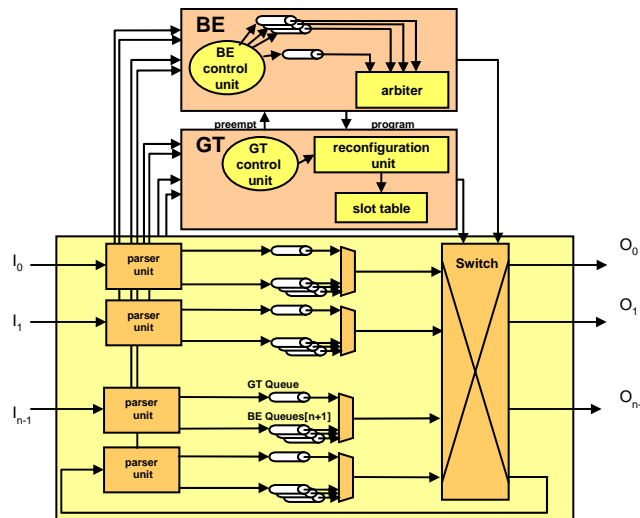 BE
BE
control
unit
arbiter
preempt
program
GT
GT
control
unit
reconfiguration
unit
slot table
I0
parser
unit
Switch
O0
I1
parser
unit
O1
GT Queue
In-1
parser
unit
BE Queues[n+1]
On-
parser
unit